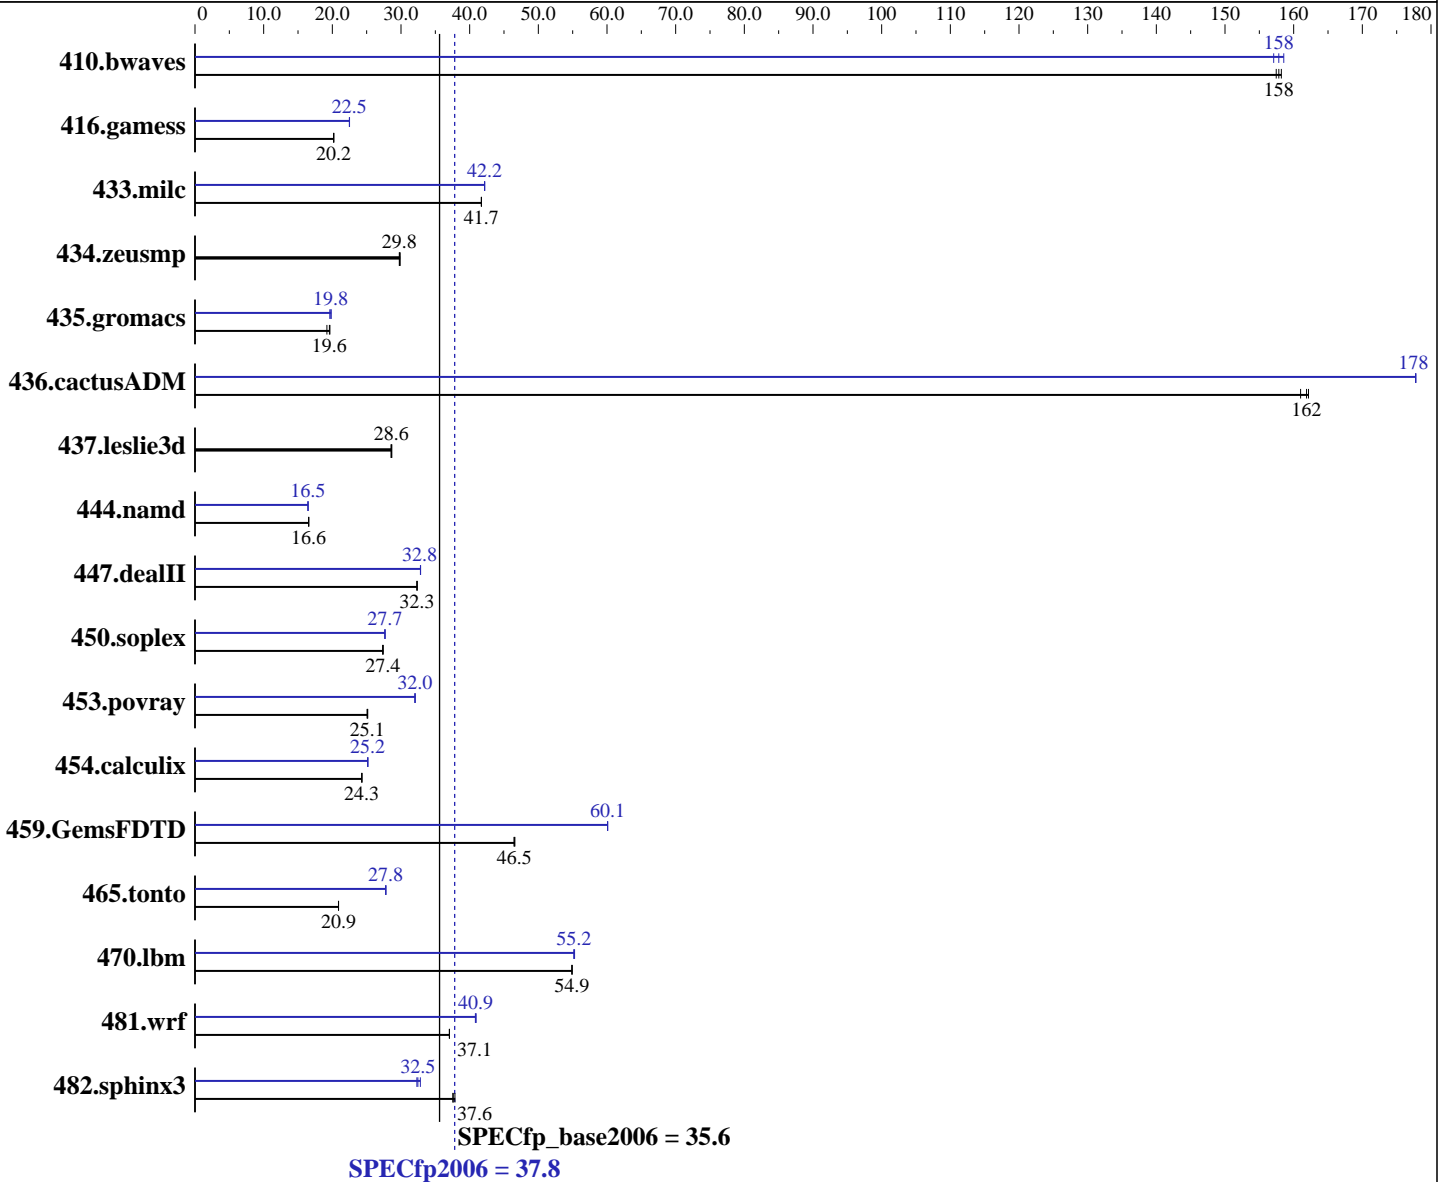 0 10.0 20.0 30.0 40.0 50.0 60.0 70.0 80.0 90.0 100 110 120 130 140 150 160 170 180
410.bwaves 158
158
416.gamess 22.5
20.2
433.milc 42.2
41.7
434.zeusmp 29.8
435.gromacs 19.8
19.6
436.cactusADM 178
162
437.leslie3d 28.6
444.namd 16.5
16.6
447.dealII 32.8
32.3
450.soplex 27.7
27.4
453.povray 32.0
25.1
454.calculix 25.2
24.3
459.GemsFDTD 60.1
46.5
465.tonto 27.8
20.9
470.lbm 55.2
54.9
481.wrf 40.9
37.1
482.sphinx3 32.5
37.6
SPECfp_base2006 = 35.6
SPECfp2006 = 37.8